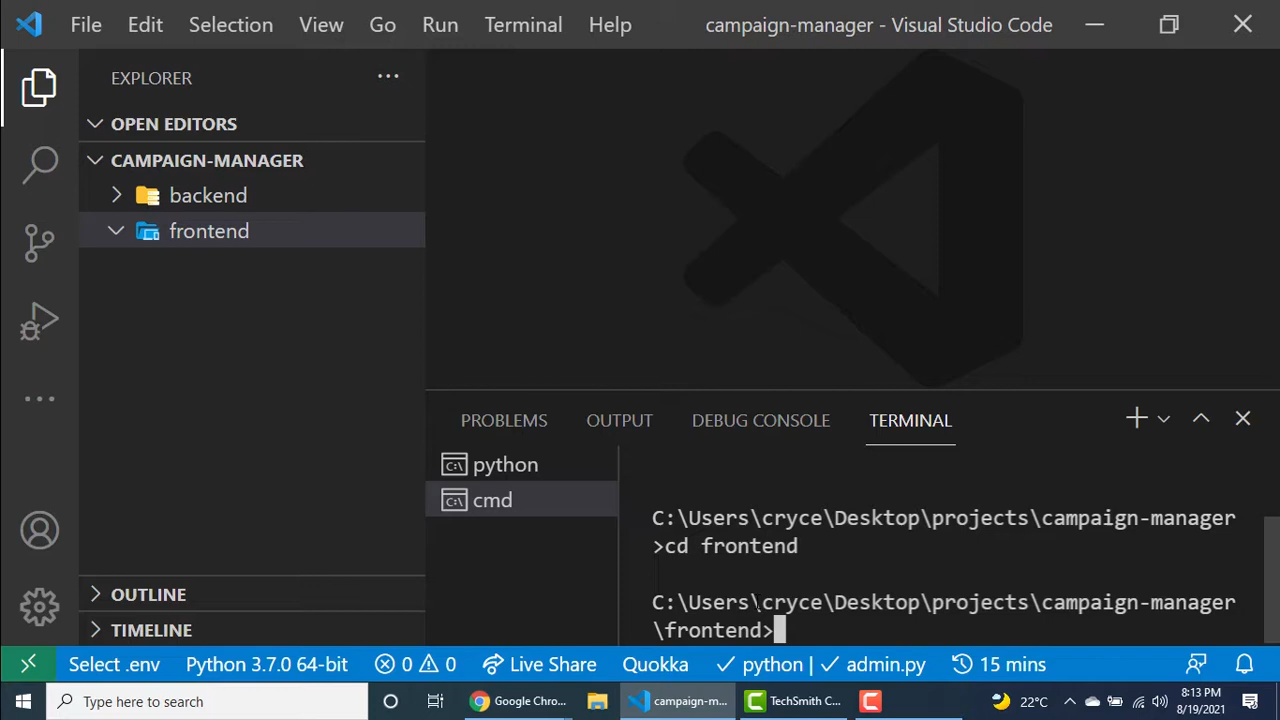 File Edit Selection View Go Run Terminal Help campaign-manager - Visual Studio Code
EXPLORER
OPEN EDITORS
CAMPAIGN-MANAGER
backend
frontend
PROBLEMS OUTPUT DEBUG CONSOLE TERMINAL
python
cmd
C:\Users\cryce\Desktop\projects\campaign-manager
>cd frontend
C:\Users\cryce\Desktop\projects\campaign-manager
\frontend>
OUTLINE
TIMELINE
Select .env Python 3.7.0 64-bit 0 0 Live Share Quokka python | admin.py 15 mins
Type here to search Google Chro... campaign-m... TechSmith C... 22°C 8:13 PM
8/19/2021